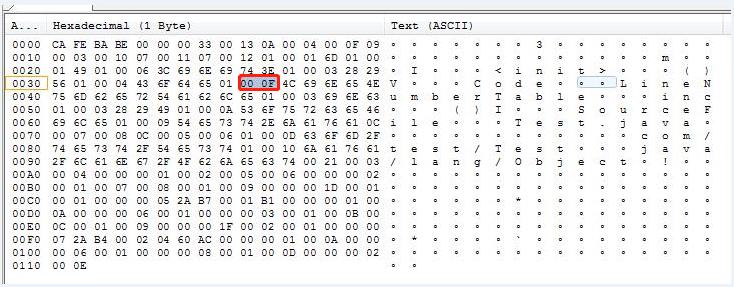 A... Hexadecimal (1 Byte) Text (ASCII)
0000 CA FE BA BE 00 00 00 33 00 13 0A 00 04 00 0F 09 ▫ ▫ ▫ ▫ ▫ ▫ ▫ 3 ▫ ▫ ▫ ▫ ▫ ▫ ▫ ▫
0010 00 03 00 10 07 00 11 07 00 12 01 00 01 6D 01 00 ▫ ▫ ▫ ▫ ▫ ▫ ▫ ▫ ▫ ▫ ▫ ▫ ▫ m ▫ ▫
0020 01 49 01 00 06 3C 69 6E 69 74 3E 01 00 03 28 29 ▫ I ▫ ▫ ▫ < i n i t > ▫ ▫ ▫ ( )
0030 56 01 00 04 43 6F 64 65 01 00 0F 4C 69 6E 65 4E V ▫ ▫ ▫ C o d e ▫ ▫ ▫ L i n e N
0040 75 6D 62 65 72 54 61 62 6C 65 01 00 03 69 6E 63 u m b e r T a b l e ▫ ▫ ▫ i n c
0050 01 00 03 28 29 49 01 00 0A 53 6F 75 72 63 65 46 ▫ ▫ ▫ ( ) I ▫ ▫ ▫ S o u r c e F
0060 69 6C 65 01 00 09 54 65 73 74 2E 6A 61 76 61 0C i l e ▫ ▫ ▫ T e s t . j a v a ▫
0070 00 07 00 08 0C 00 05 00 06 01 00 0D 63 6F 6D 2F ▫ ▫ ▫ ▫ ▫ ▫ ▫ ▫ ▫ ▫ ▫ ▫ c o m /
0080 74 65 73 74 2F 54 65 73 74 01 00 10 6A 61 76 61 t e s t / T e s t ▫ ▫ ▫ j a v a
0090 2F 6C 61 6E 67 2F 4F 62 6A 65 63 74 00 21 00 03 / l a n g / O b j e c t ▫ ! ▫ ▫
00A0 00 04 00 00 00 01 00 02 00 05 00 06 00 00 00 02 ▫ ▫ ▫ ▫ ▫ ▫ ▫ ▫ ▫ ▫ ▫ ▫ ▫ ▫ ▫ ▫
00B0 00 01 00 07 00 08 00 01 00 09 00 00 00 1D 00 01 ▫ ▫ ▫ ▫ ▫ ▫ ▫ ▫ ▫ ▫ ▫ ▫ ▫ ▫ ▫ ▫
00C0 00 01 00 00 00 05 2A B7 00 01 B1 00 00 00 01 00 ▫ ▫ ▫ ▫ ▫ ▫ * ▫ ▫ ▫ ▫ ▫ ▫ ▫ ▫ ▫
00D0 0A 00 00 00 06 00 01 00 00 00 03 00 01 00 0B 00 ▫ ▫ ▫ ▫ ▫ ▫ ▫ ▫ ▫ ▫ ▫ ▫ ▫ ▫ ▫ ▫
00E0 0C 00 01 00 09 00 00 00 1F 00 02 00 01 00 00 00 ▫ ▫ ▫ ▫ ▫ ▫ ▫ ▫ ▫ ▫ ▫ ▫ ▫ ▫ ▫ ▫
00F0 07 2A B4 00 02 04 60 AC 00 00 00 01 00 0A 00 00 ▫ * ▫ ▫ ▫ ▫ ` ▫ ▫ ▫ ▫ ▫ ▫ ▫ ▫ ▫
0100 00 06 00 01 00 00 00 08 00 01 00 0D 00 00 00 02 ▫ ▫ ▫ ▫ ▫ ▫ ▫ ▫ ▫ ▫ ▫ ▫ ▫ ▫ ▫ ▫
0110 00 0E ▫ ▫